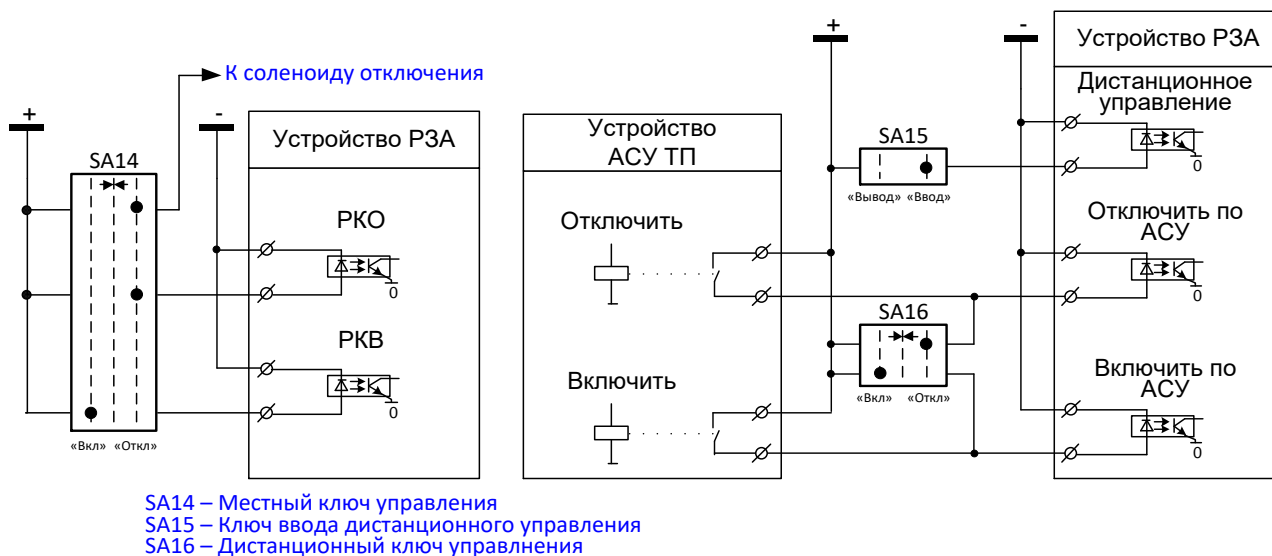 К соленоиду отключения
+
SA14
«Вкл» «Откл»
-
Устройство РЗА
РКО
0
РКВ
0
Устройство
АСУ ТП
Отключить
Включить
+
SA15
«Вывод» «Ввод»
SA16
«Вкл» «Откл»
-
Устройство РЗА
Дистанционное
управление
0
Отключить по
АСУ
0
Включить по
АСУ
0
SA14 – Местный ключ управления
SA15 – Ключ ввода дистанционного управления
SA16 – Дистанционный ключ управлнения